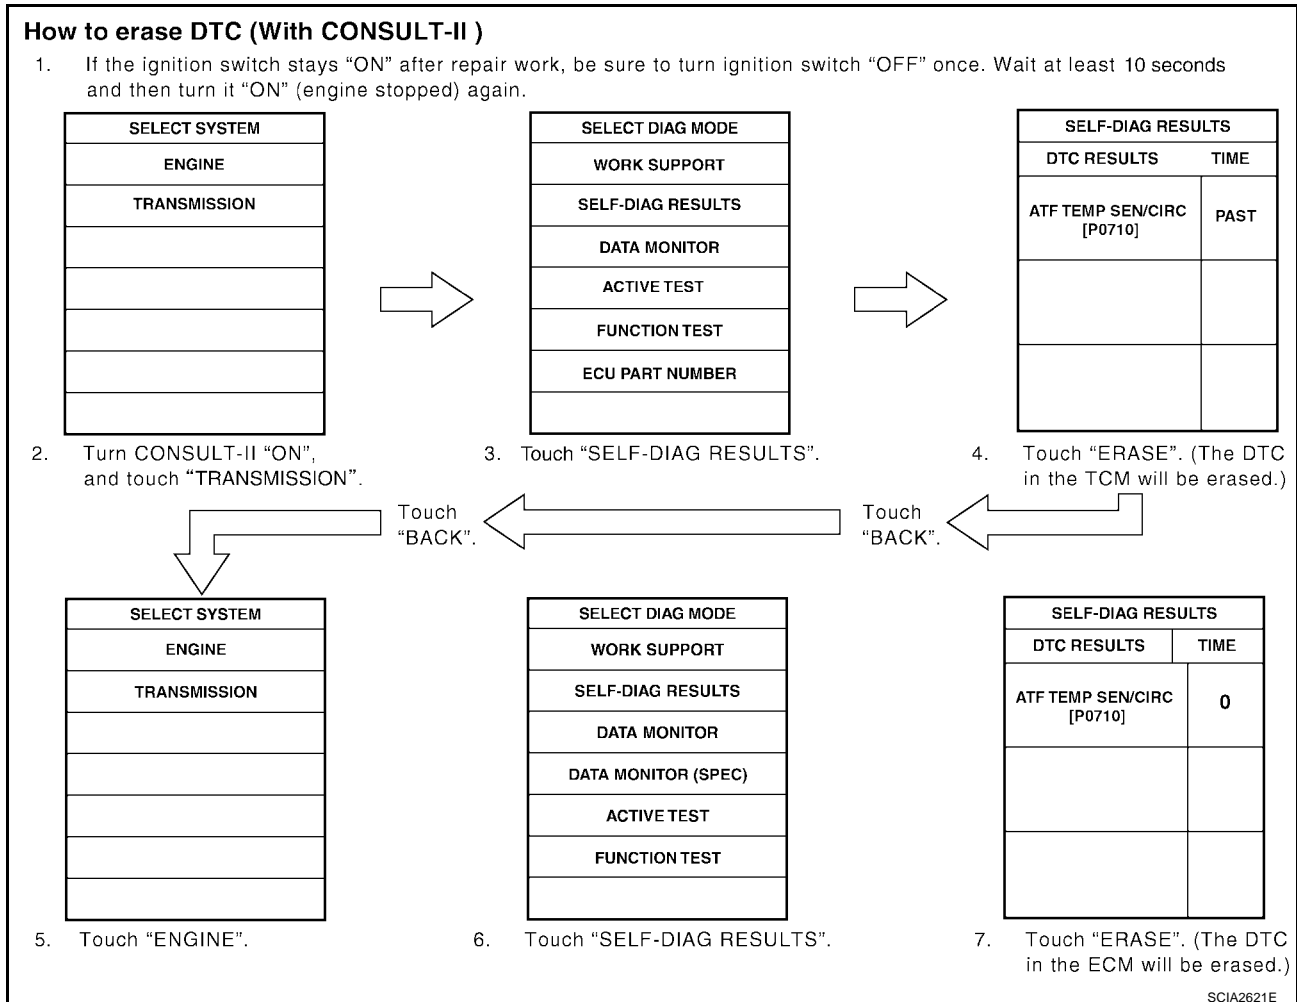 How to erase DTC (With CONSULT-II )
1. If the ignition switch stays “ON” after repair work, be sure to turn ignition switch “OFF” once. Wait at least 10 seconds
and then turn it “ON” (engine stopped) again.
SELECT SYSTEM
ENGINE
TRANSMISSION
SELECT DIAG MODE
WORK SUPPORT
SELF-DIAG RESULTS
DATA MONITOR
ACTIVE TEST
FUNCTION TEST
ECU PART NUMBER
SELF-DIAG RESULTS
DTC RESULTS TIME
ATF TEMP SEN/CIRC PAST
[P0710]
2. Turn CONSULT-II “ON”,
and touch “TRANSMISSION”.
3. Touch “SELF-DIAG RESULTS”.
4. Touch “ERASE”. (The DTC
in the TCM will be erased.)
Touch
“BACK”.
Touch
“BACK”.
SELECT SYSTEM
ENGINE
TRANSMISSION
SELECT DIAG MODE
WORK SUPPORT
SELF-DIAG RESULTS
DATA MONITOR
DATA MONITOR (SPEC)
ACTIVE TEST
FUNCTION TEST
SELF-DIAG RESULTS
DTC RESULTS TIME
ATF TEMP SEN/CIRC 0
[P0710]
5. Touch “ENGINE”.
6. Touch “SELF-DIAG RESULTS”.
7. Touch “ERASE”. (The DTC
in the ECM will be erased.)
SCIA2621E